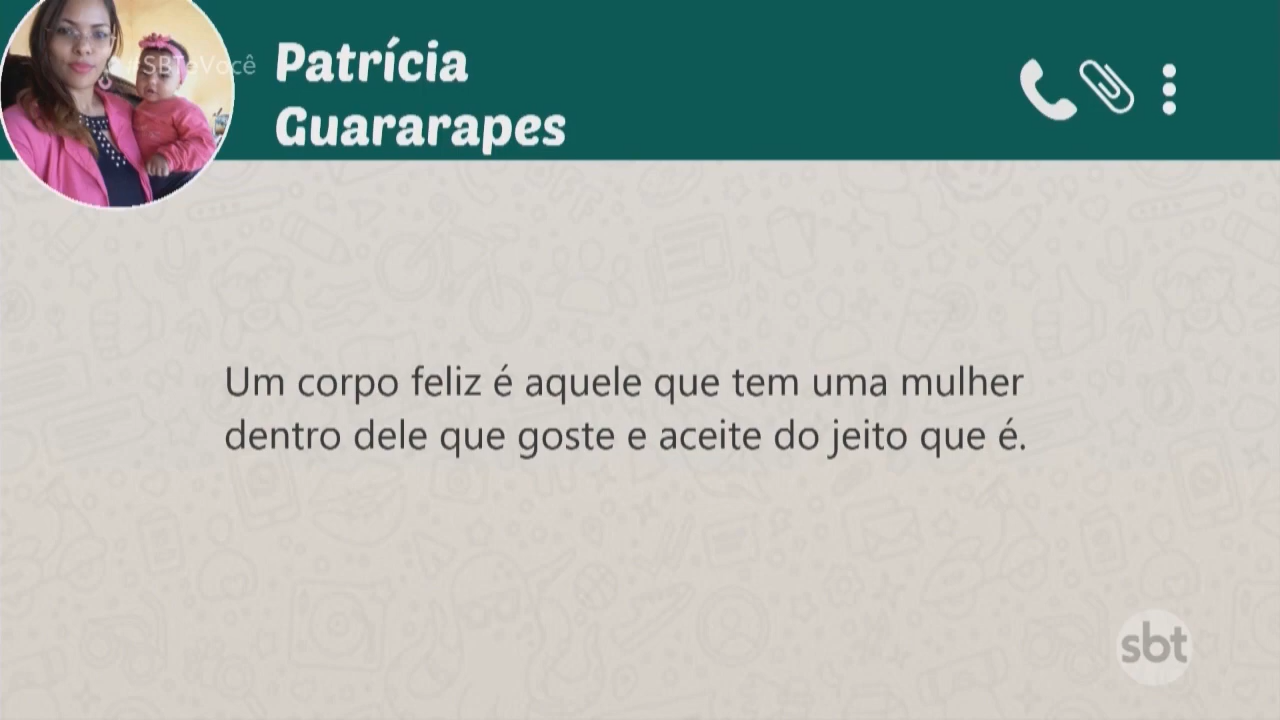 #SBTeVocê
Patrícia
Guararapes
Um corpo feliz é aquele que tem uma mulher
dentro dele que goste e aceite do jeito que é.
sbt